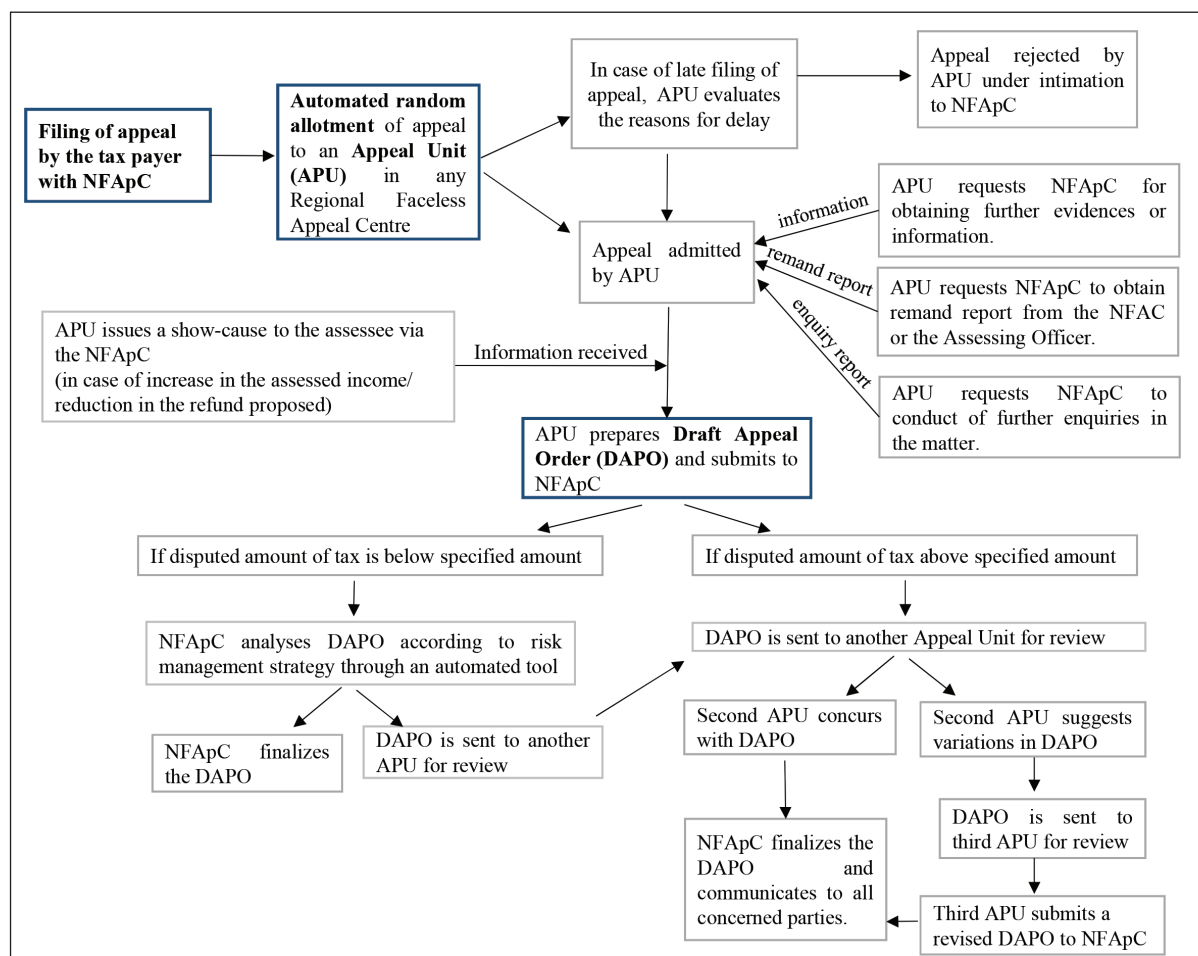 Filing of appeal
by the tax payer
with NFApC
Automated random
allotment of appeal
to an Appeal Unit
(APU) in any
Regional Faceless
Appeal Centre
In case of late filing of
appeal, APU evaluates
the reasons for delay
Appeal rejected by
APU under intimation
to NFApC
Appeal admitted
by APU
information
APU requests NFApC for
obtaining further evidences or
information.
remand report
APU requests NFApC to obtain
remand report from the NFAC
or the Assessing Officer.
enquiry report
APU requests NFApC to
conduct of further enquiries in
the matter.
APU issues a show-cause to the assessee via
the NFApC
(in case of increase in the assessed income/
reduction in the refund proposed)
Information received
APU prepares Draft Appeal
Order (DAPO) and submits to
NFApC
If disputed amount of tax is below specified amount
If disputed amount of tax above specified amount
NFApC analyses DAPO according to risk
management strategy through an automated tool
DAPO is sent to another Appeal Unit for review
NFApC finalizes
the DAPO
DAPO is sent to another
APU for review
Second APU concurs
with DAPO
Second APU suggests
variations in DAPO
DAPO is sent to
third APU for review
NFApC finalizes the
DAPO and
communicates to all
concerned parties.
Third APU submits a
revised DAPO to NFApC